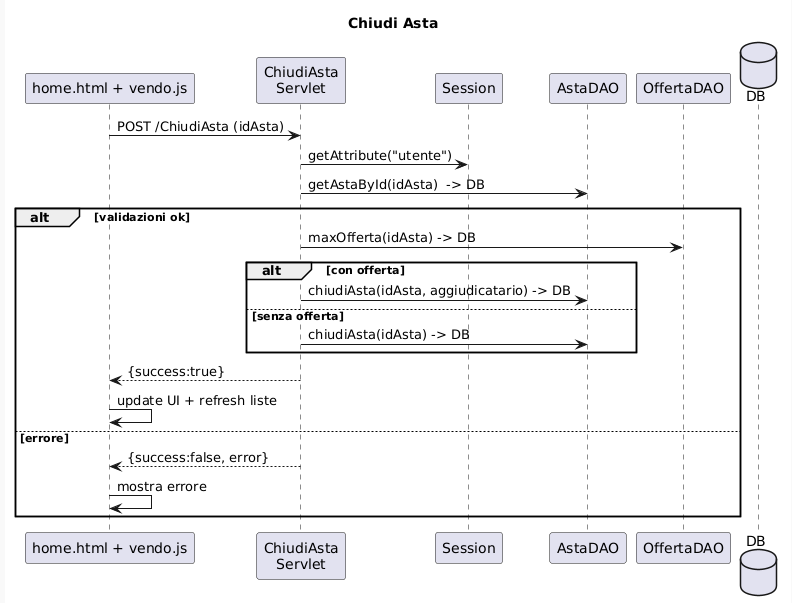 Chiudi Asta
home.html + vendo.js
ChiudiAsta
Servlet
Session
AstaDAO
OffertaDAO
DB
POST /ChiudiAsta (idAsta)
getAttribute("utente")
getAstaById(idAsta)  -> DB
alt
[validazioni ok]
maxOfferta(idAsta) -> DB
alt
[con offerta]
chiudiAsta(idAsta, aggiudicatario) -> DB
[senza offerta]
chiudiAsta(idAsta) -> DB
{success:true}
update UI + refresh liste
[errore]
{success:false, error}
mostra errore
home.html + vendo.js
ChiudiAsta
Servlet
Session
AstaDAO
OffertaDAO
DB